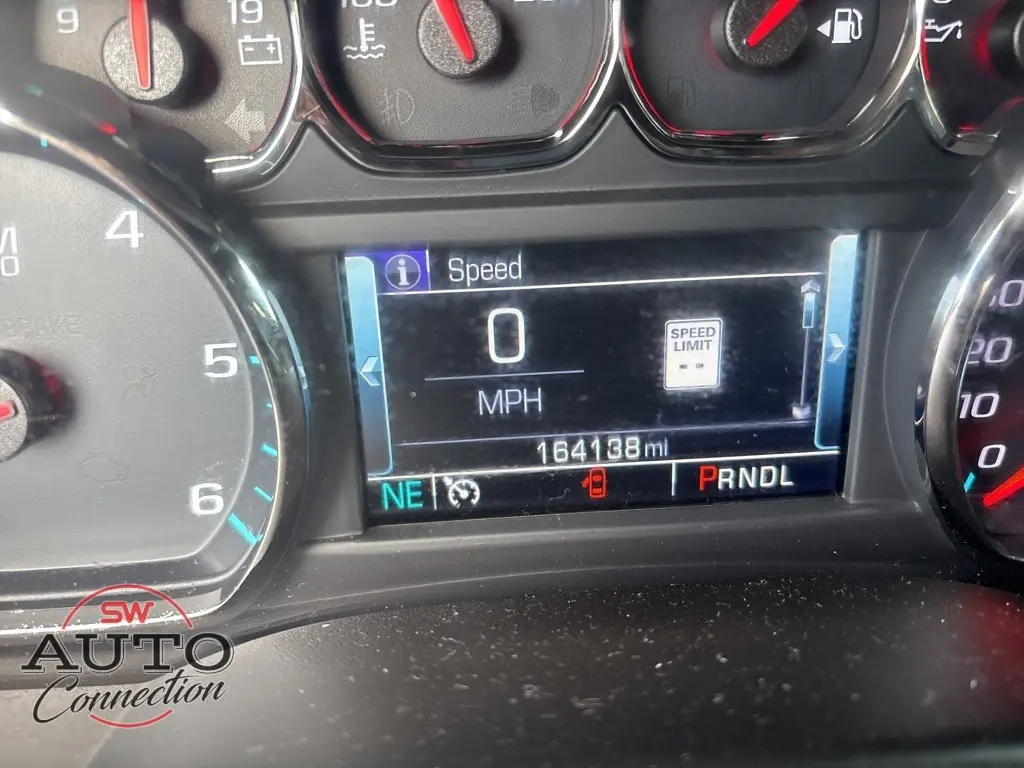 9
19
4
5
6
i Speed
0
MPH
SPEED
LIMIT
164138 mi
NE
PRNDL
20
10
0
SW
AUTO
Connection